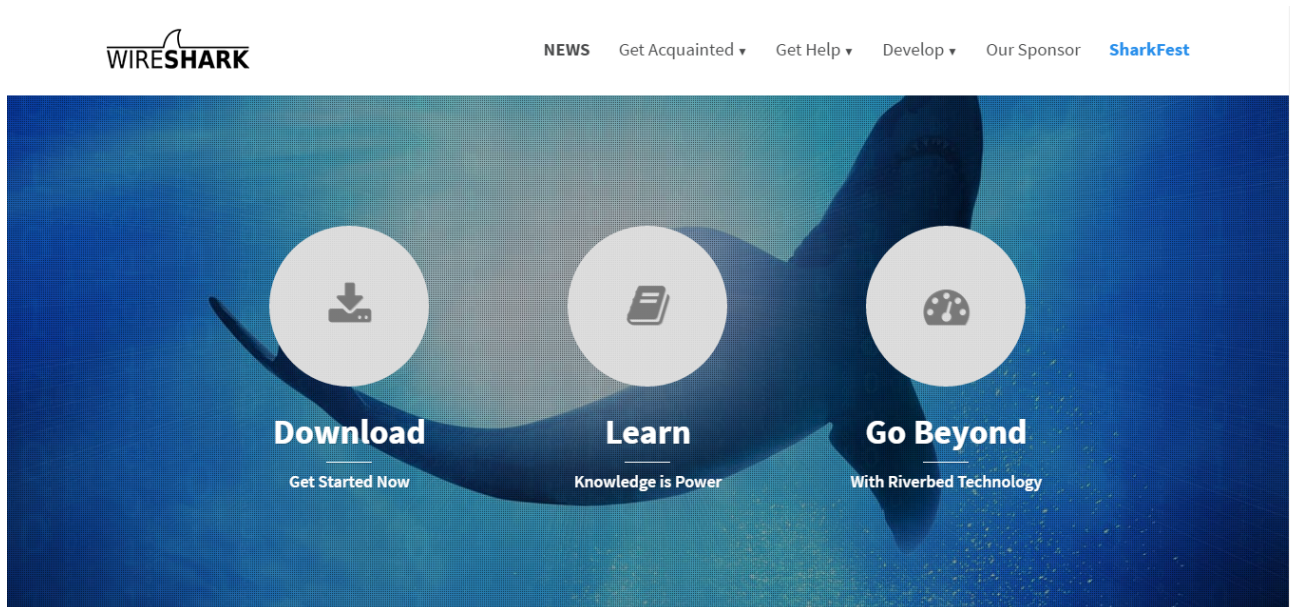 WIRESHARK
NEWS Get Acquainted ▾ Get Help ▾ Develop ▾ Our Sponsor SharkFest
Download Learn Go Beyond
Get Started Now Knowledge is Power With Riverbed Technology